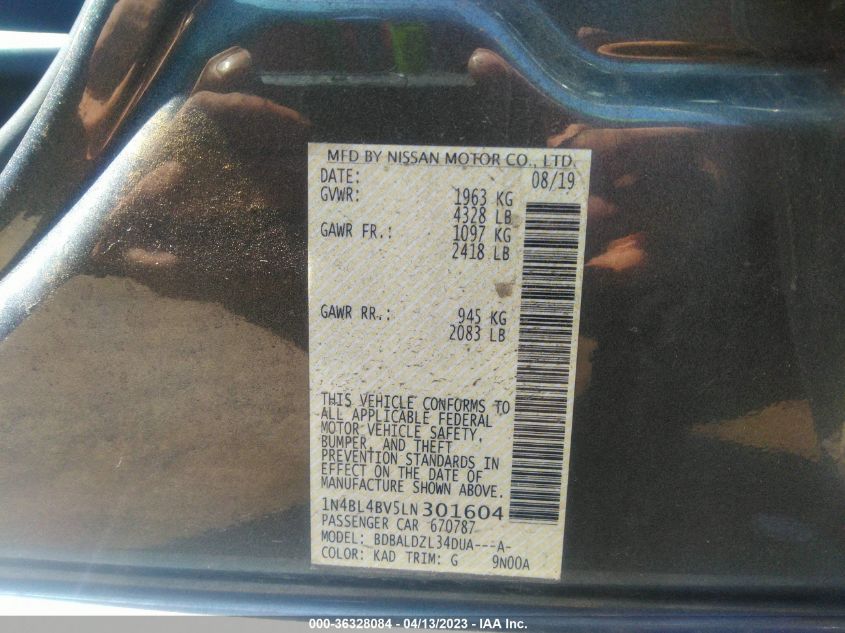 MFD BY NISSAN MOTOR CO., LTD.
DATE: 08/19
GVWR: 1963 KG
4328 LB
GAWR FR.: 1097 KG
2418 LB
GAWR RR.: 945 KG
2083 LB
THIS VEHICLE CONFORMS TO
ALL APPLICABLE FEDERAL
MOTOR VEHICLE SAFETY,
BUMPER, AND THEFT
PREVENTION STANDARDS IN
EFFECT ON THE DATE OF
MANUFACTURE SHOWN ABOVE.
1N4BL4BV5LN301604
PASSENGER CAR 670787
MODEL: BDBALDZL34DUA---A-
COLOR: KAD TRIM: G 9N00A
000-36328084 - 04/13/2023 - IAA Inc.